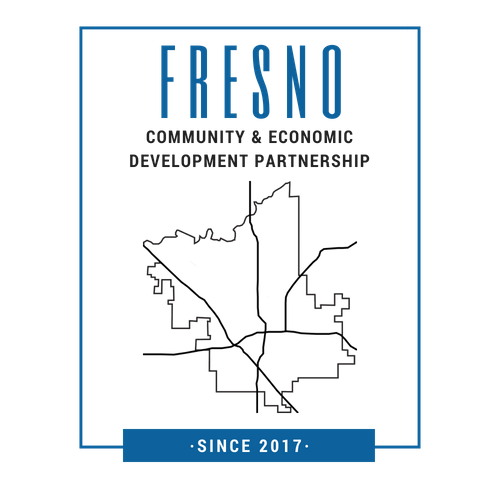 FRESNO
COMMUNITY & ECONOMIC
DEVELOPMENT PARTNERSHIP
·SINCE 2017·